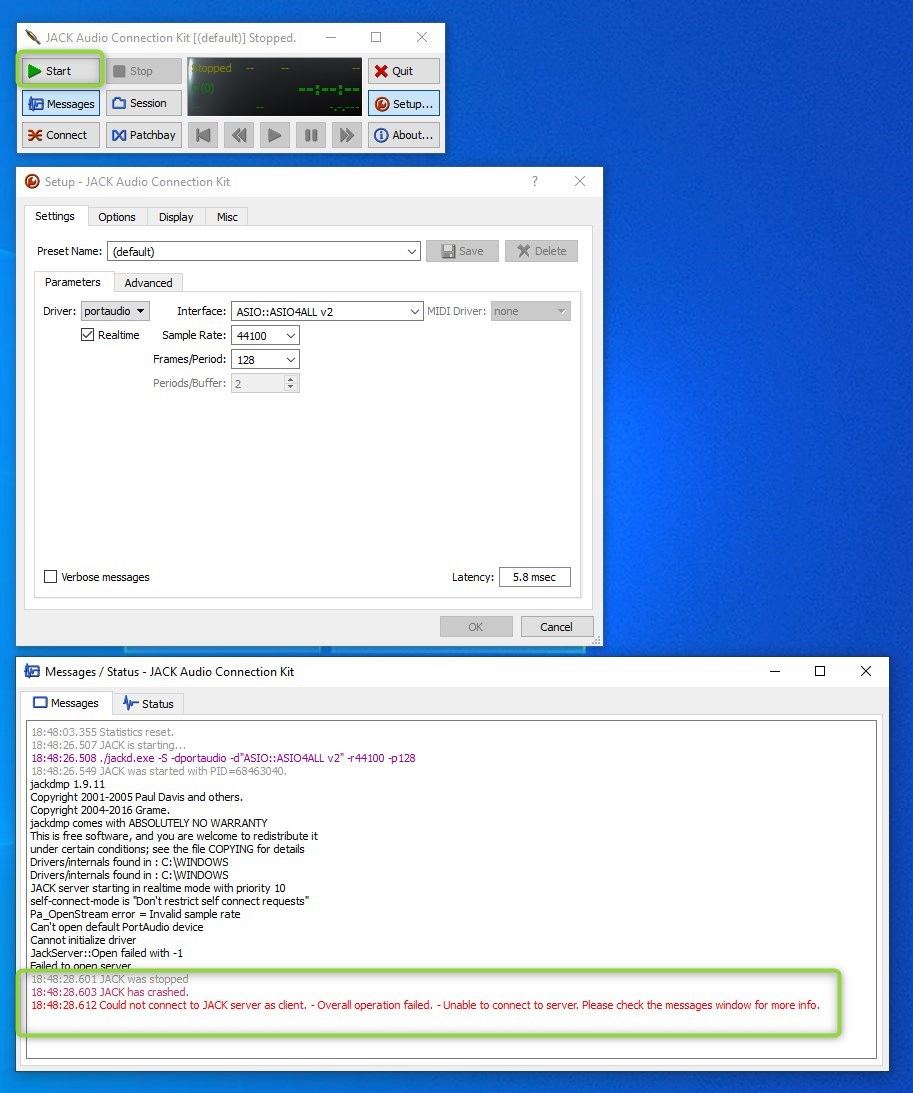 JACK Audio Connection Kit [(default)] Stopped.
Start
Stop
Stopped -- -- --
(0) --:--:--
-- -- -.-.---
Quit
Messages
Session
Setup...
Connect
Patchbay
About...
Setup - JACK Audio Connection Kit
?
Settings Options Display Misc
Preset Name: (default) Save Delete
Parameters Advanced
Driver: portaudio Interface: ASIO::ASIO4ALL v2 MIDI Driver: none
Realtime Sample Rate: 44100
Frames/Period: 128
Periods/Buffer: 2
Verbose messages Latency: 5.8 msec
OK Cancel
Messages / Status - JACK Audio Connection Kit
Messages Status
18:48:03.355 Statistics reset.
18:48:26.507 JACK is starting...
18:48:26.508 ./jackd.exe -S -dportaudio -d"ASIO::ASIO4ALL v2" -r44100 -p128
18:48:26.549 JACK was started with PID=68463040.
jackdmp 1.9.11
Copyright 2001-2005 Paul Davis and others.
Copyright 2004-2016 Grame.
jackdmp comes with ABSOLUTELY NO WARRANTY
This is free software, and you are welcome to redistribute it
under certain conditions; see the file COPYING for details
Drivers/internals found in : C:\WINDOWS
Drivers/internals found in : C:\WINDOWS
JACK server starting in realtime mode with priority 10
self-connect-mode is "Don't restrict self connect requests"
Pa_OpenStream error = Invalid sample rate
Can't open default PortAudio device
Cannot initialize driver
JackServer::Open failed with -1
Failed to open server
18:48:28.601 JACK was stopped
18:48:28.603 JACK has crashed.
18:48:28.612 Could not connect to JACK server as client. - Overall operation failed. - Unable to connect to server. Please check the messages window for more info.